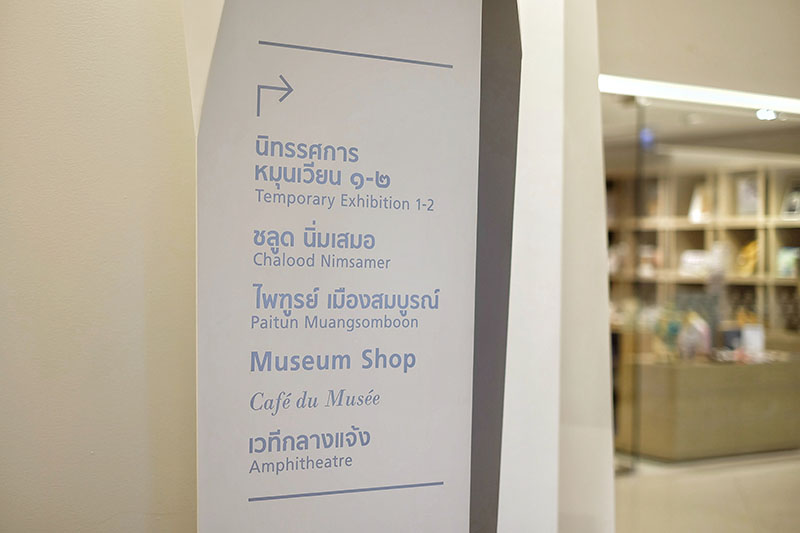 นิทรรศการ
หมุนเวียน ๑-๒
Temporary Exhibition 1-2
ชลูด นิ่มเสมอ
Chalood Nimsamer
ไพฑูรย์ เมืองสมบูรณ์
Paitun Muangsomboon
Museum Shop
Café du Musée
เวทีกลางแจ้ง
Amphitheatre